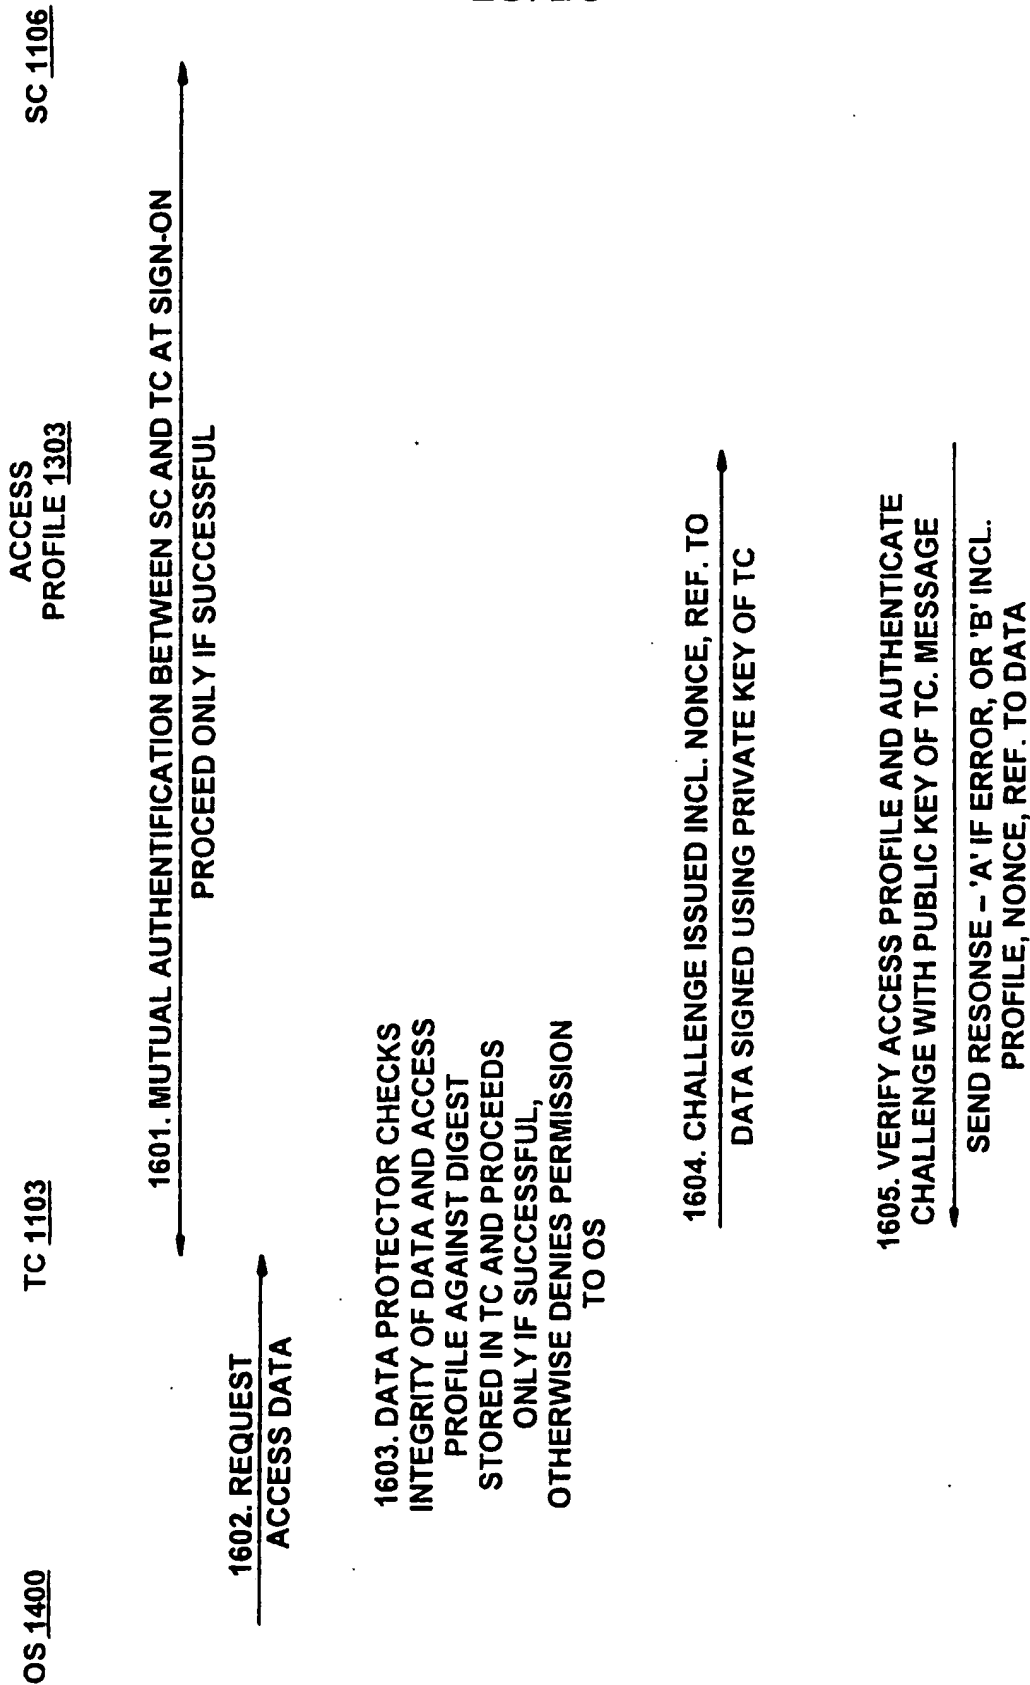 OS 1400
TC 1103
ACCESS
PROFILE 1303
SC 1106
1601. MUTUAL AUTHENTIFICATION BETWEEN SC AND TC AT SIGN-ON
PROCEED ONLY IF SUCCESSFUL
1602. REQUEST
ACCESS DATA
1603. DATA PROTECTOR CHECKS
INTEGRITY OF DATA AND ACCESS
PROFILE AGAINST DIGEST
STORED IN TC AND PROCEEDS
ONLY IF SUCCESSFUL,
OTHERWISE DENIES PERMISSION
TO OS
1604. CHALLENGE ISSUED INCL. NONCE, REF. TO
DATA SIGNED USING PRIVATE KEY OF TC
1605. VERIFY ACCESS PROFILE AND AUTHENTICATE
CHALLENGE WITH PUBLIC KEY OF TC. MESSAGE
SEND RESONSE – 'A' IF ERROR, OR 'B' INCL.
PROFILE, NONCE, REF. TO DATA